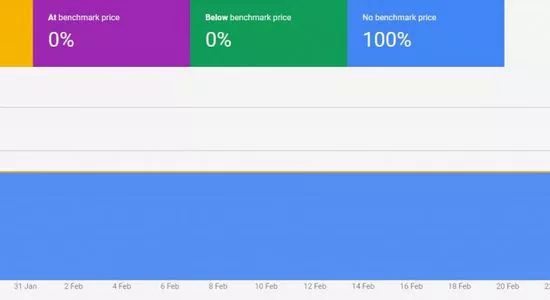 At benchmark price
0%
Below benchmark price
0%
No benchmark price
100%
31 Jan 2 Feb 4 Feb 6 Feb 8 Feb 10 Feb 12 Feb 14 Feb 16 Feb 18 Feb 20 Feb